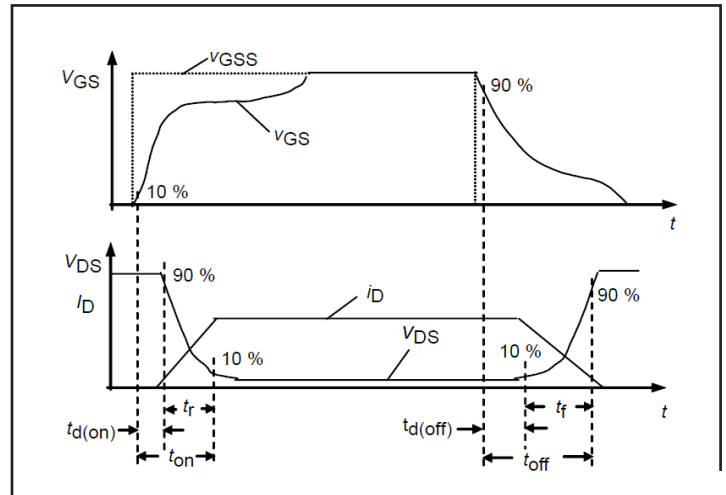 vGSS
VGS
90 %
vGS
10 %
t
VDS
90 %
ID
iD
90 %
VDS
10 %
10 %
tr
tf
t
td(on)
td(off)
ton
toff